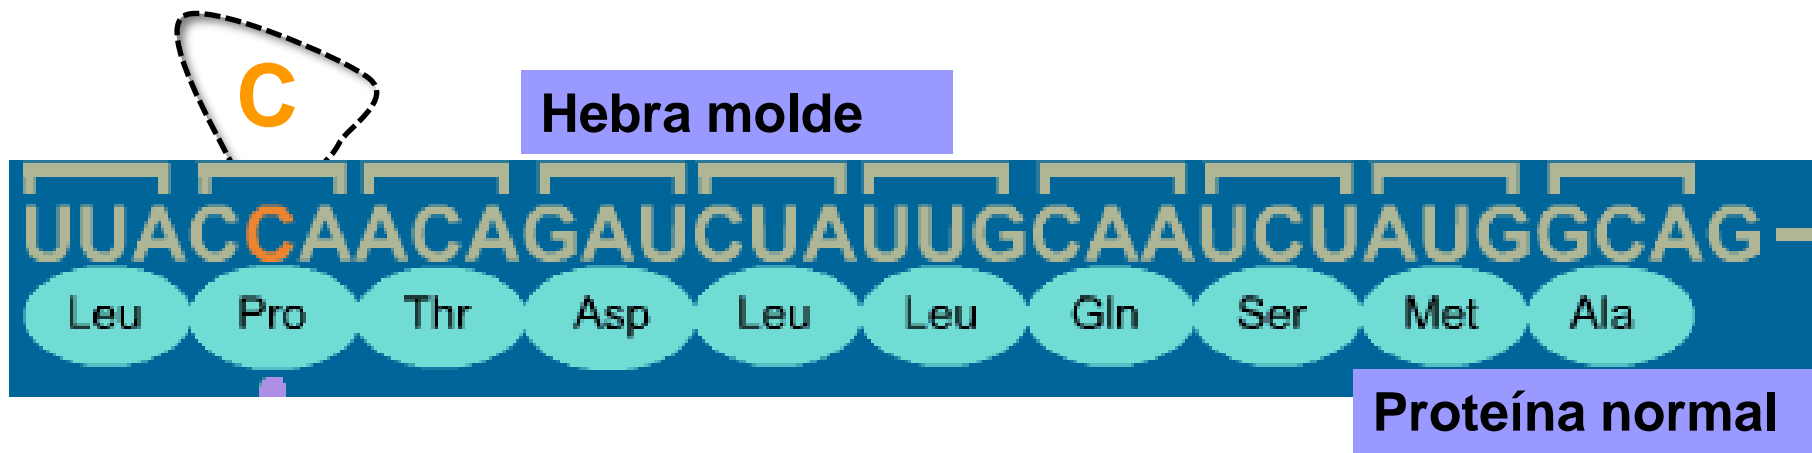 C
Hebra molde
UUACCAACAGAUCUAUUGCAAUCUAUGGCAG
Leu Pro Thr Asp Leu Leu Gln Ser Met Ala
Proteína normal